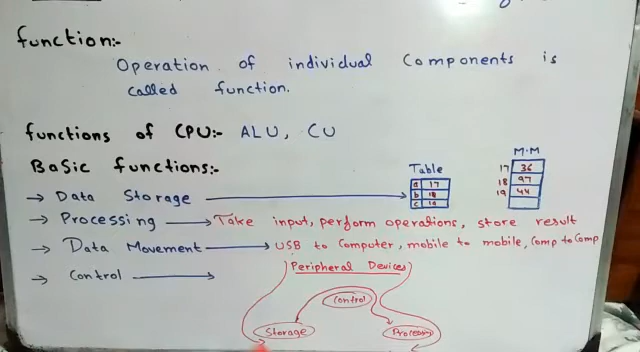 function:-
Operation of individual Components is
called function.
functions of CPU:- ALU, CU
Basic functions:-
Table
a 17
b 18
c 19
M.M
17 36
18 97
19 44
→ Data Storage →
→ Processing → Take input, perform operations, store result
→ Data Movement → USB to Computer, mobile to mobile, Comp to Comp
→ Control →
Peripheral Devices
Control
Storage